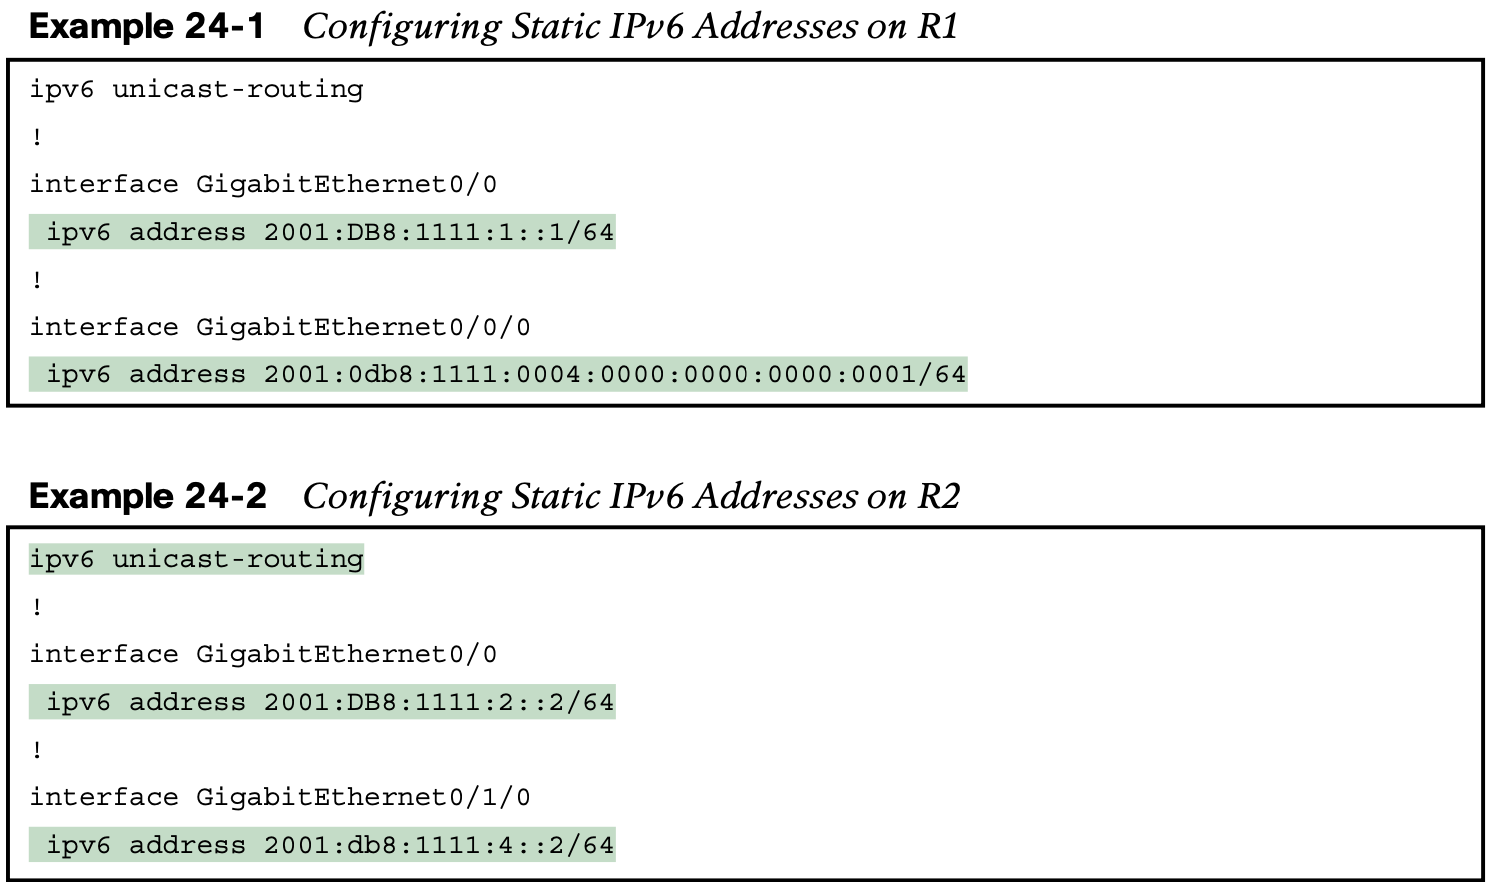 Example 24-1 Configuring Static IPv6 Addresses on R1
ipv6 unicast-routing
!
interface GigabitEthernet0/0
ipv6 address 2001:DB8:1111:1::1/64
!
interface GigabitEthernet0/0/0
ipv6 address 2001:0db8:1111:0004:0000:0000:0000:0001/64
Example 24-2 Configuring Static IPv6 Addresses on R2
ipv6 unicast-routing
!
interface GigabitEthernet0/0
ipv6 address 2001:DB8:1111:2::2/64
!
interface GigabitEthernet0/1/0
ipv6 address 2001:db8:1111:4::2/64